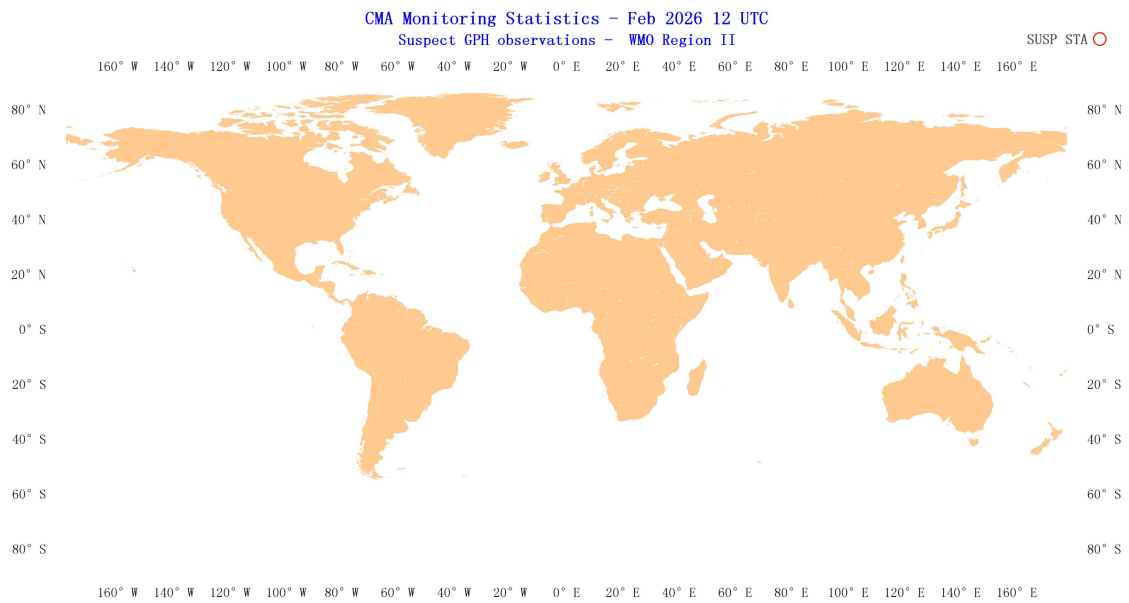 CMA Monitoring Statistics - Feb 2026 12 UTC
Suspect GPH observations -  WMO Region II
SUSP STA
160° W 140° W 120° W 100° W 80° W 60° W 40° W 20° W 0° E 20° E 40° E 60° E 80° E 100° E 120° E 140° E 160° E
80° N 80° N
60° N 60° N
40° N 40° N
20° N 20° N
0° S 0° S
20° S 20° S
40° S 40° S
60° S 60° S
80° S 80° S
160° W 140° W 120° W 100° W 80° W 60° W 40° W 20° W 0° E 20° E 40° E 60° E 80° E 100° E 120° E 140° E 160° E